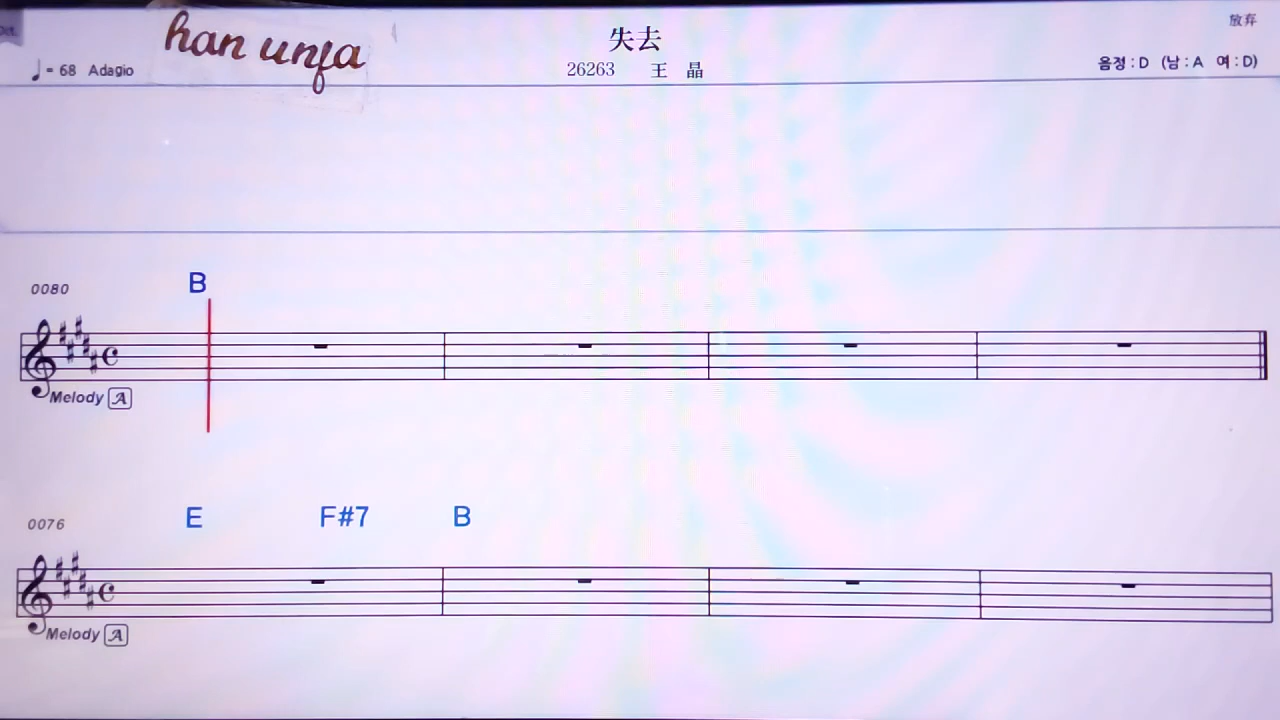 han unfa
失去
放弃
♩= 68 Adagio
26263 王 晶
음정 : D (남 : A 여 : D)
0080
B
Melody A
0076
E F#7 B
Melody A